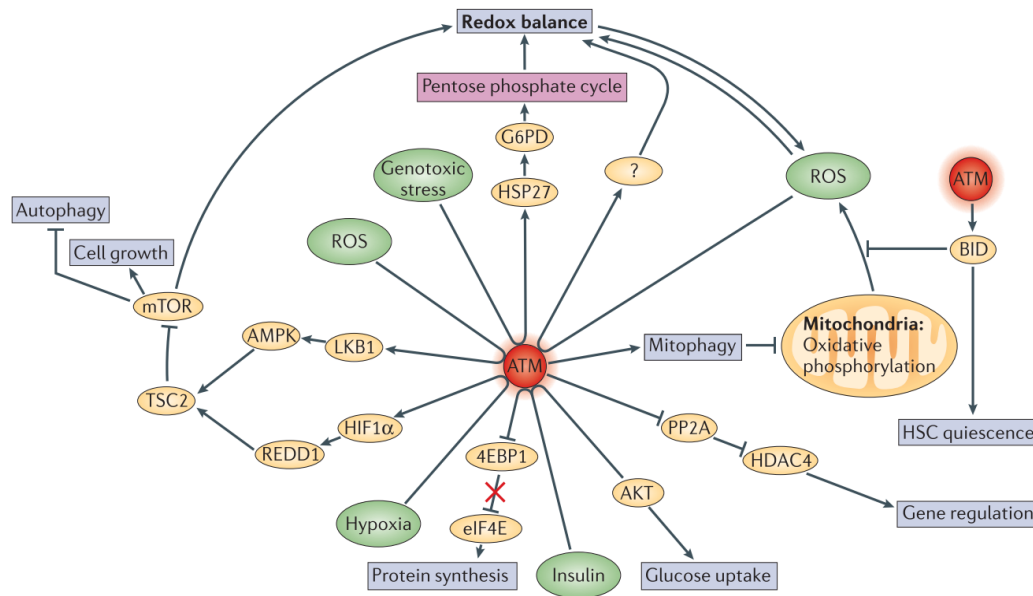 Redox balance
Pentose phosphate cycle
G6PD
Genotoxic
stress
HSP27
?
ROS
ATM
Autophagy
ROS
Cell growth
BID
mTOR
Mitochondria:
Oxidative
phosphorylation
AMPK
LKB1
Mitophagy
ATM
TSC2
HIF1α
PP2A
HSC quiescence
REDD1
4EBP1
HDAC4
AKT
Hypoxia
eIF4E
Gene regulation
Protein synthesis
Insulin
Glucose uptake